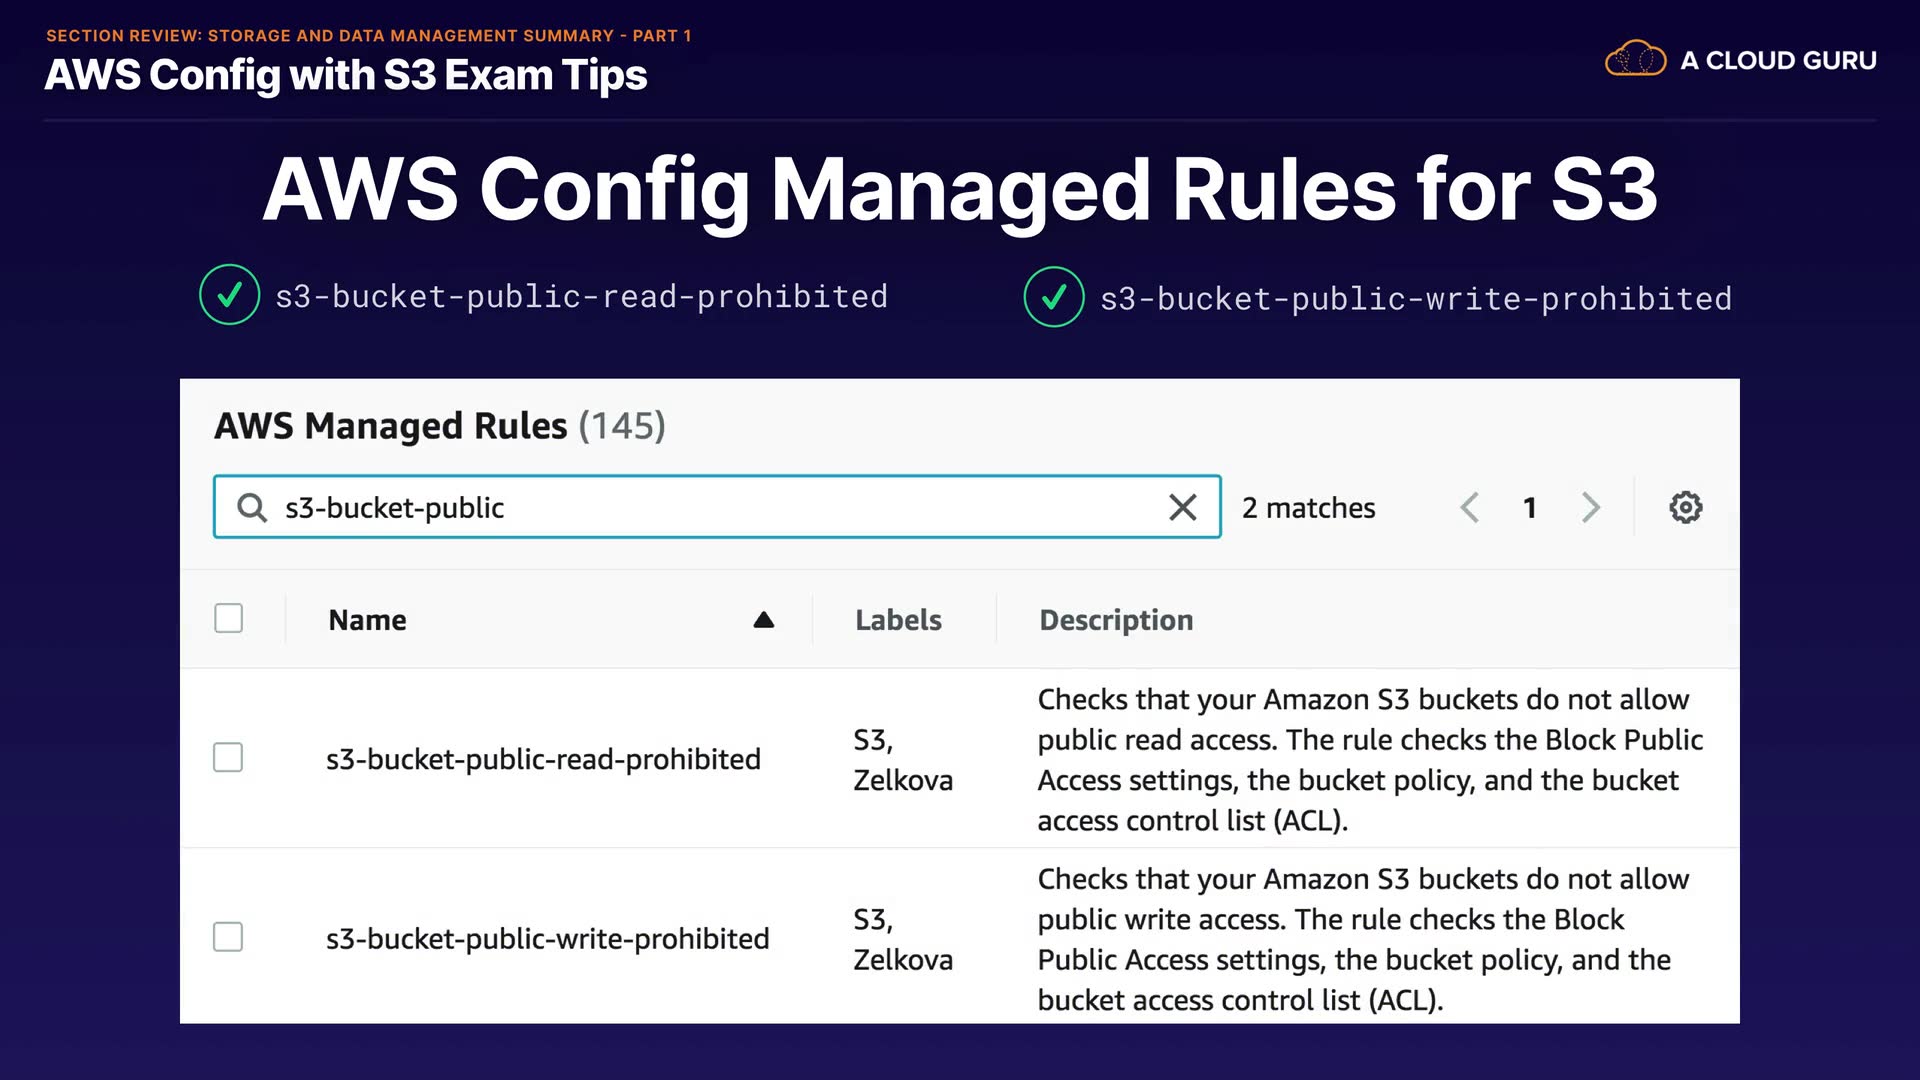 SECTION REVIEW: STORAGE AND DATA MANAGEMENT SUMMARY - PART 1
AWS Config with S3 Exam Tips
A CLOUD GURU
AWS Config Managed Rules for S3
s3-bucket-public-read-prohibited
s3-bucket-public-write-prohibited
AWS Managed Rules (145)
s3-bucket-public
2 matches
1
Name
Labels
Description
s3-bucket-public-read-prohibited
S3,
Zelkova
Checks that your Amazon S3 buckets do not allow
public read access. The rule checks the Block Public
Access settings, the bucket policy, and the bucket
access control list (ACL).
s3-bucket-public-write-prohibited
S3,
Zelkova
Checks that your Amazon S3 buckets do not allow
public write access. The rule checks the Block
Public Access settings, the bucket policy, and the
bucket access control list (ACL).